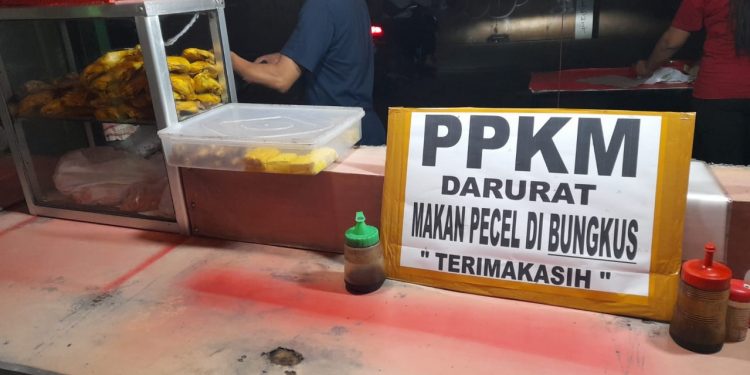 PPKM
DARURAT
MAKAN PECEL DI BUNGKUS
" TERIMAKASIH "